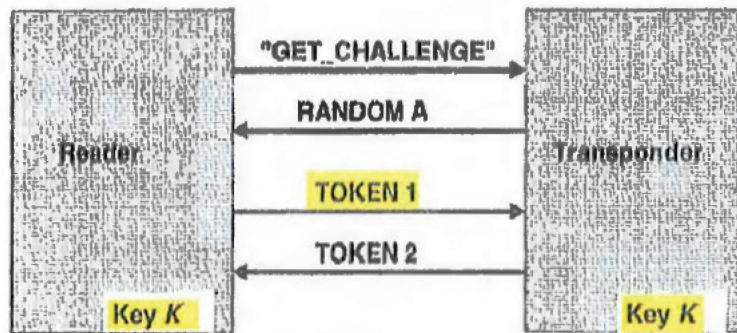 "GET_CHALLENGE"
RANDOM A
Reader
Transponder
TOKEN 1
TOKEN 2
Key K
Key K